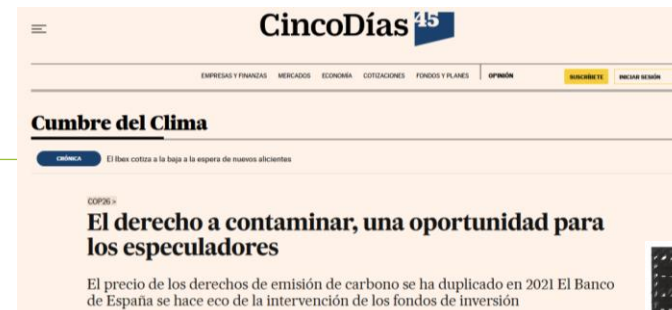 CincoDías 45
EMPRESAS Y FINANZAS MERCADOS ECONOMÍA COTIZACIONES FONDOS Y PLANES OPINIÓN SUSCRÍBETE INICIAR SESIÓN
Cumbre del Clima
CRÓNICA El Ibex cotiza a la baja a la espera de nuevos alicientes
COP26 »
El derecho a contaminar, una oportunidad para
los especuladores
El precio de los derechos de emisión de carbono se ha duplicado en 2021 El Banco
de España se hace eco de la intervención de los fondos de inversión